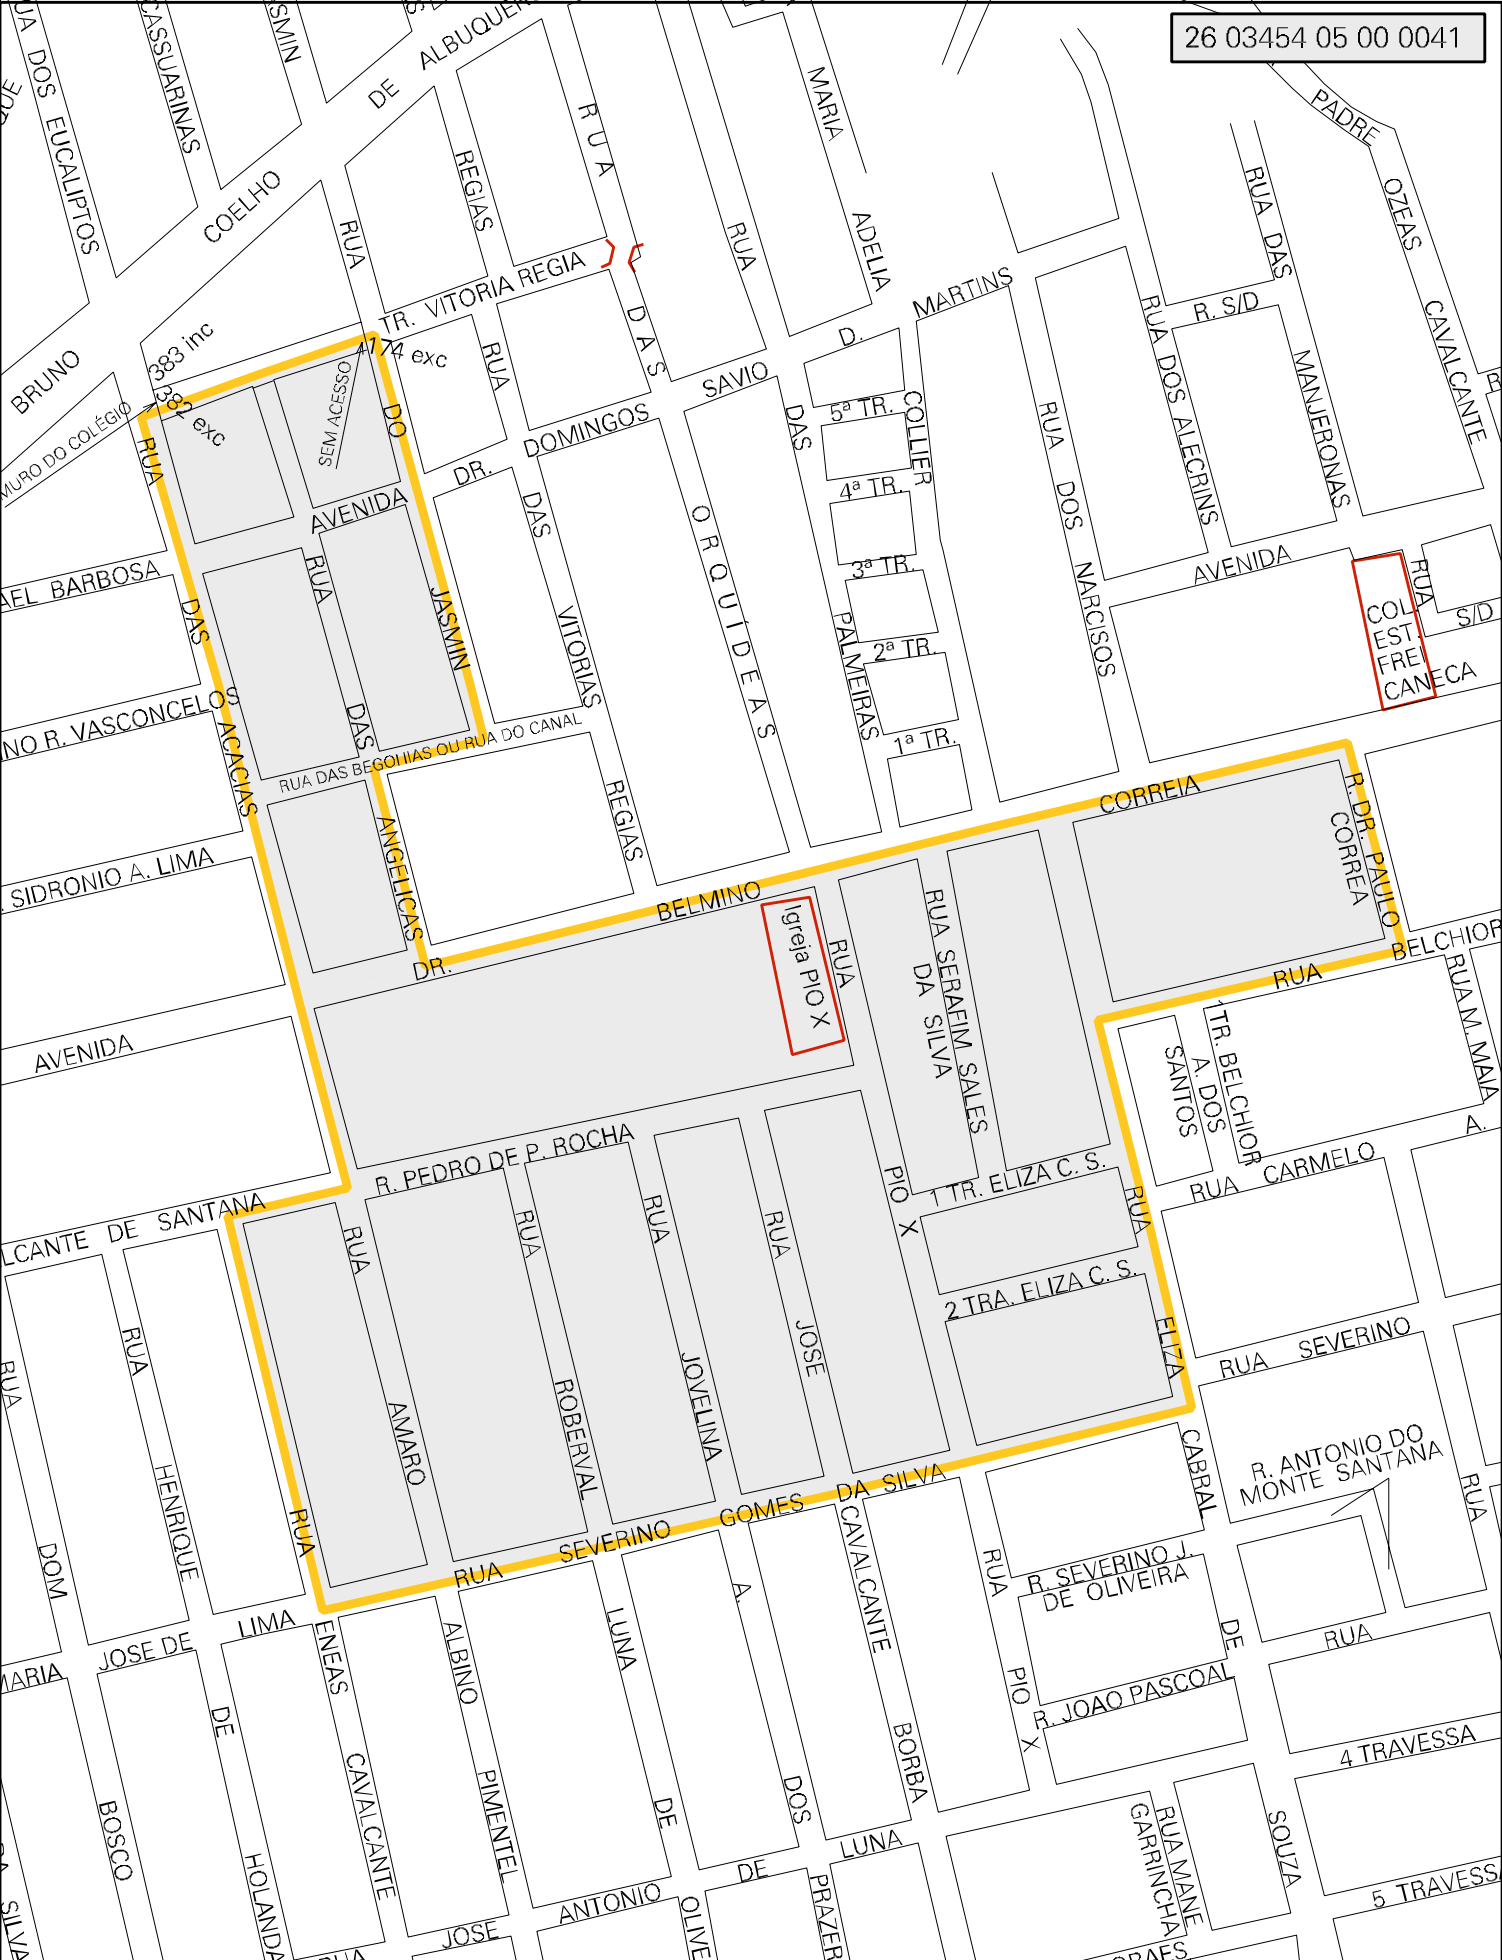 26 03454 05 00 0041
RUA DOS EUCALIPTOS
CASSUARINAS
JASMIN
BRUNO COELHO DE ALBUQUERQUE
REGIAS
RUA DAS ORQUÍDEAS
MARIA ADELIA
RUA DAS PALMEIRAS
PADRE OZEAS CAVALCANTE
RUA DAS MANJERONAS
R. S/D
RUA DOS ALECRINS
RUA DOS NARCISOS
TR. VITORIA REGIA
383 inc
382 exc
4174 exc
MURO DO COLÉGIO
SEM ACESSO
RUA DO JASMIN
RUA DAS VITORIAS REGIAS
DR. DOMINGOS SAVIO
D. MARTINS
COLLIER
5ª TR.
4ª TR.
3ª TR.
2ª TR.
1ª TR.
AVENIDA
AVENIDA
RUA
S/D
COL.
EST.
FREI
CANECA
RUA DAS ACACIAS
RUA DAS ANGELICAS
AEL BARBOSA
NO R. VASCONCELOS
SIDRONIO A. LIMA
RUA DAS BEGONIAS OU RUA DO CANAL
AVENIDA
DR. BELMINO CORREIA
Igreja PIO X
R. DR. PAULO
CORREA
RUA BELCHIOR
RUA M. MAIA
RUA SERAFIM SALES
DA SILVA
RUA PIO X
1TR. BELCHIOR
A. DOS
SANTOS
RUA CARMELO
A.
R. PEDRO DE P. ROCHA
1 TR. ELIZA C. S.
2 TRA. ELIZA C. S.
RUA ELIZA CABRAL DE SOUZA
LCANTE DE SANTANA
RUA AMARO ALBINO PIMENTEL
RUA ROBERVAL LUNA DE OLIVE
RUA JOVELINA A. DOS PRAZER
RUA JOSE CAVALCANTE BORBA
RUA SEVERINO
R. ANTONIO DO
MONTE SANTANA
RUA
RUA HENRIQUE DE HOLANDA
RUA DOM BOSCO
RUA ENEAS CAVALCANTE
RUA SEVERINO GOMES DA SILVA
MARIA JOSE DE LIMA
RUA PIO X
R. SEVERINO J.
DE OLIVEIRA
R. JOAO PASCOAL
RUA
4 TRAVESSA
5 TRAVESSA
RUA MANE
GARRINCHA
JOSE ANTONIO DE LUNA
SILVA